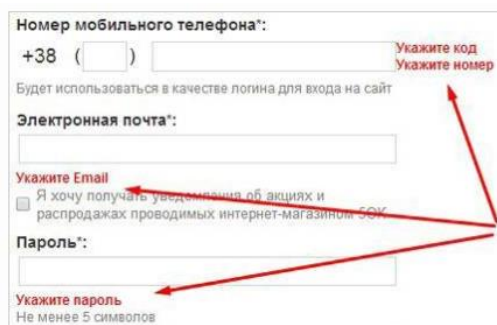 Номер мобильного телефона*:
+38 ( ) Укажите код
Укажите номер
Будет использоваться в качестве логина для входа на сайт
Электронная почта*:
Укажите Email
Я хочу получать уведомления об акциях и
распродажах проводимых интернет-магазином 5OK
Пароль*:
Укажите пароль
Не менее 5 символов